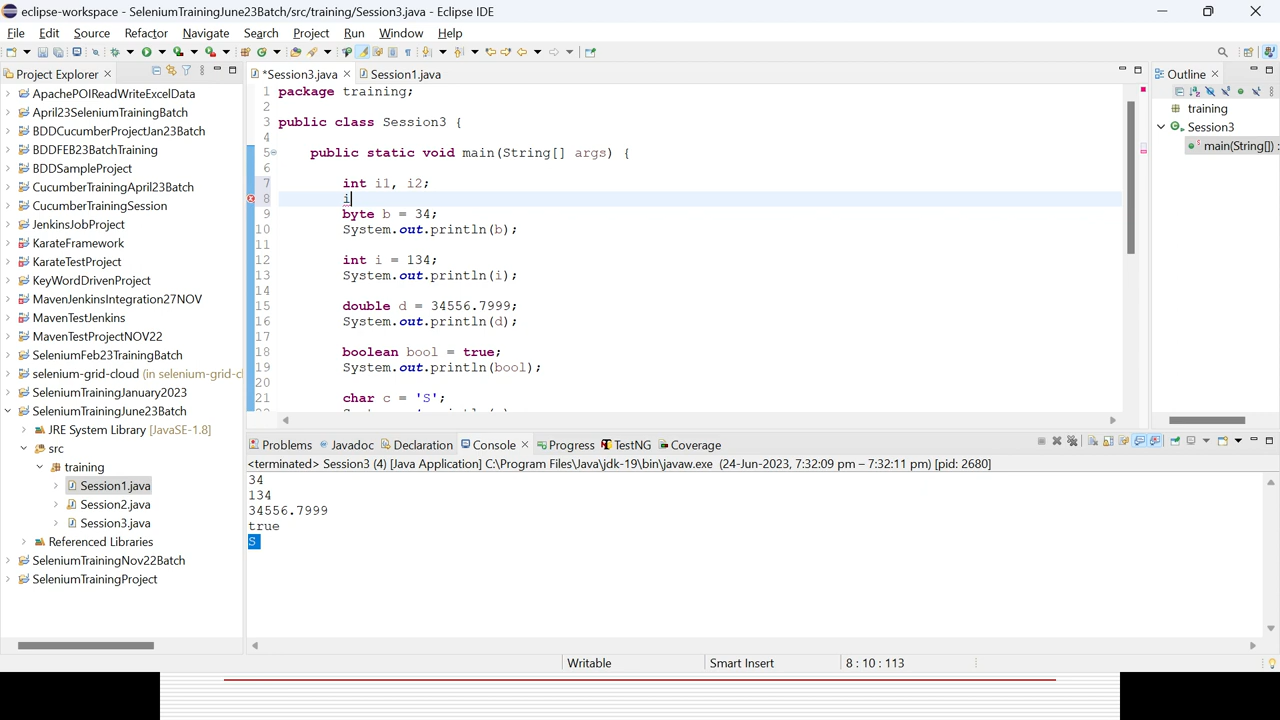 eclipse-workspace - SeleniumTrainingJune23Batch/src/training/Session3.java - Eclipse IDE
File Edit Source Refactor Navigate Search Project Run Window Help
Project Explorer
*Session3.java Session1.java
Outline
ApachePOIReadWriteExcelData
April23SeleniumTrainingBatch
BDDCucumberProjectJan23Batch
BDDFEB23BatchTraining
BDDSampleProject
CucumberTrainingApril23Batch
CucumberTrainingSession
JenkinsJobProject
KarateFramework
KarateTestProject
KeyWordDrivenProject
MavenJenkinsIntegration27NOV
MavenTestJenkins
MavenTestProjectNOV22
SeleniumFeb23TrainingBatch
selenium-grid-cloud (in selenium-grid-cl
SeleniumTrainingJanuary2023
SeleniumTrainingJune23Batch
JRE System Library [JavaSE-1.8]
src
training
Session1.java
Session2.java
Session3.java
Referenced Libraries
SeleniumTrainingNov22Batch
SeleniumTrainingProject
1 package training;
2
3 public class Session3 {
4
5 public static void main(String[] args) {
6
7 int i1, i2;
8 i
9 byte b = 34;
10 System.out.println(b);
11
12 int i = 134;
13 System.out.println(i);
14
15 double d = 34556.7999;
16 System.out.println(d);
17
18 boolean bool = true;
19 System.out.println(bool);
20
21 char c = 'S';
training
Session3
main(String[]) :
Problems Javadoc Declaration Console Progress TestNG Coverage
<terminated> Session3 (4) [Java Application] C:\Program Files\Java\jdk-19\bin\javaw.exe (24-Jun-2023, 7:32:09 pm – 7:32:11 pm) [pid: 2680]
34
134
34556.7999
true
S
Writable Smart Insert 8 : 10 : 113